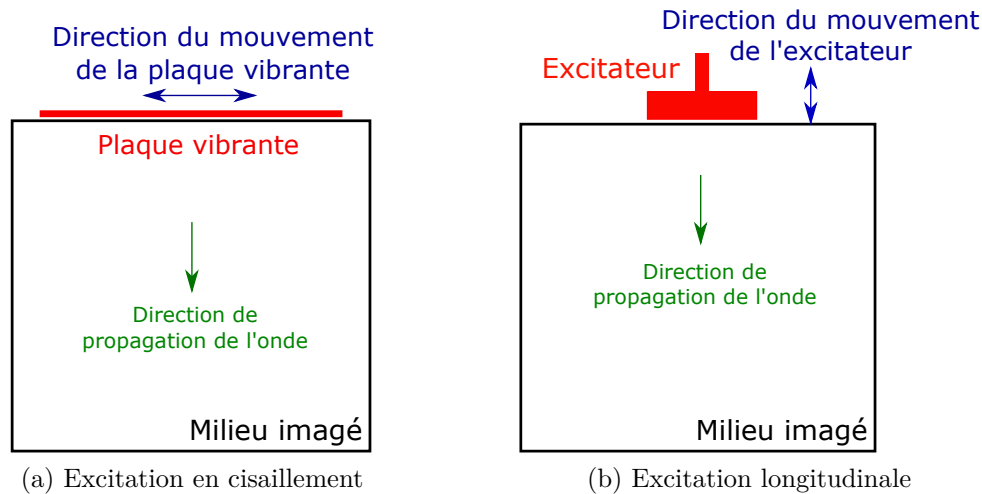 Direction du mouvement
de la plaque vibrante
Plaque vibrante
Direction de
propagation de l'onde
Milieu imagé
(a) Excitation en cisaillement
Direction du mouvement
de l'excitateur
Excitateur
Direction de
propagation de l'onde
Milieu imagé
(b) Excitation longitudinale